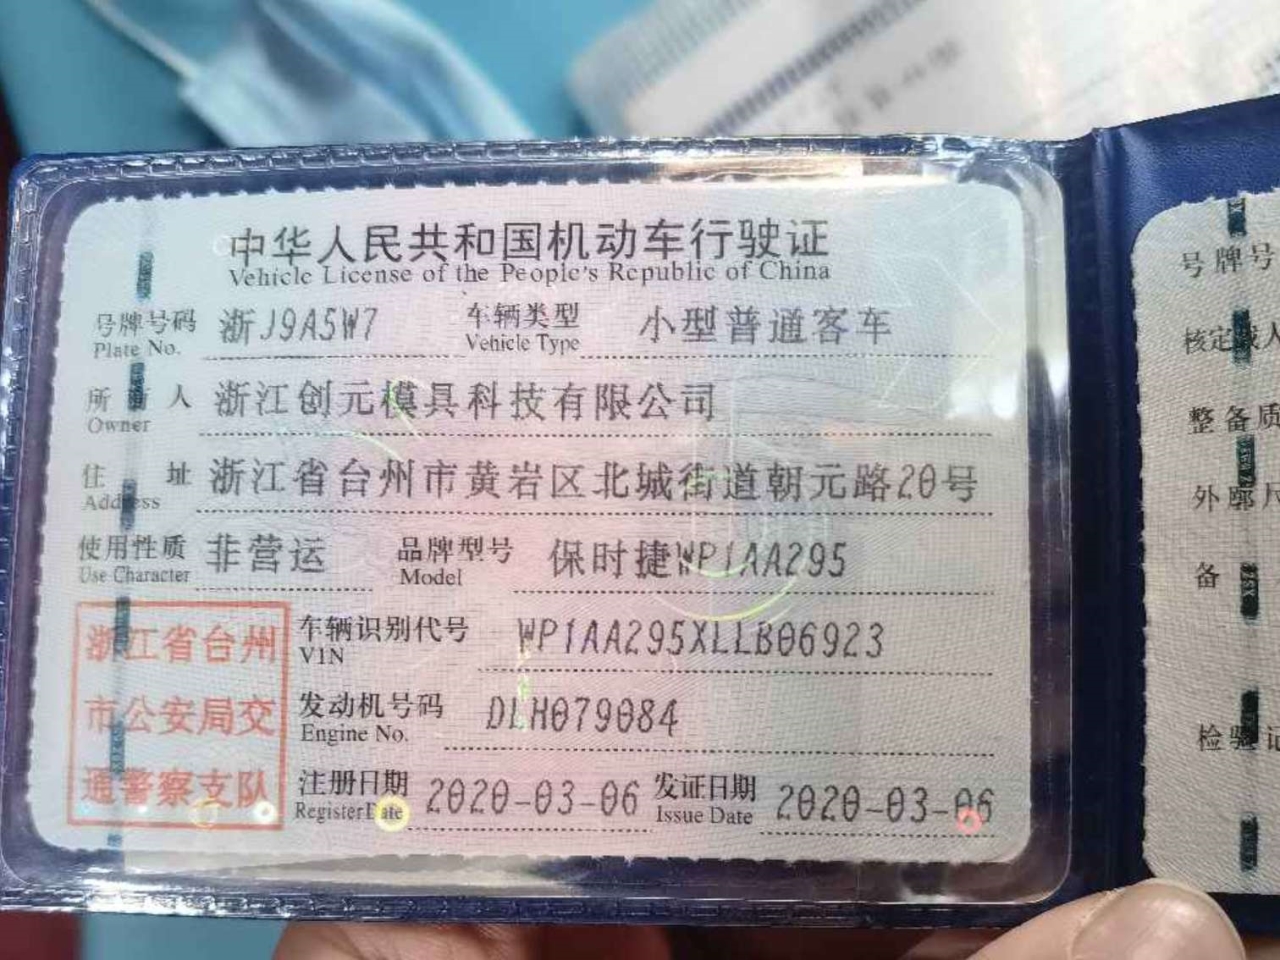 中华人民共和国机动车行驶证
Vehicle License of the People's Republic of China
号牌号码 浙J9A5W7 车辆类型 小型普通客车
Plate No. Vehicle Type
所有人 浙江创元模具科技有限公司
Owner
住址 浙江省台州市黄岩区北城街道朝元路20号
Address
使用性质 非营运 品牌型号 保时捷WP1AA295
Use Character Model
浙江省台州
市公安局交
通警察支队
车辆识别代号 WP1AA295XLLB06923
VIN
发动机号码 DLH079084
Engine No.
注册日期 2020-03-06 发证日期 2020-03-06
Register Date Issue Date
号牌号
核定载人
整备质
外廓尺
备
检验记